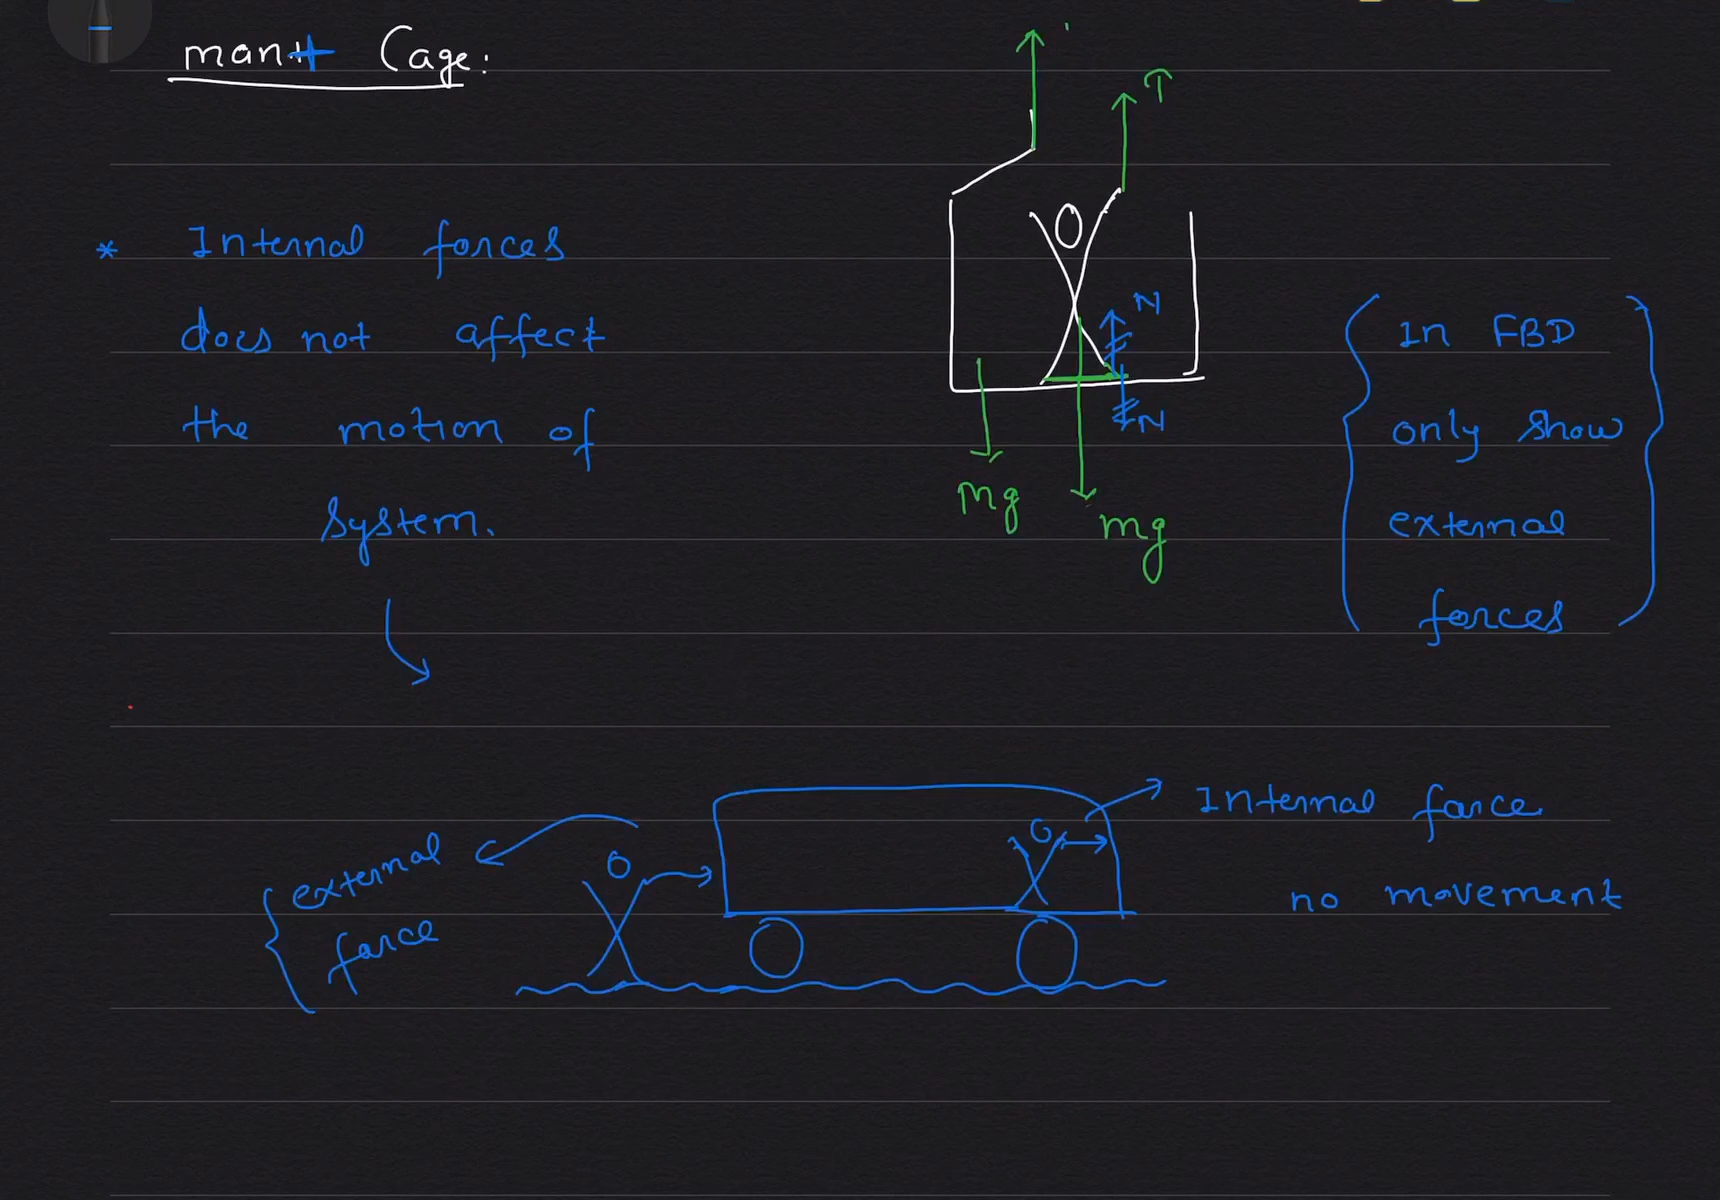 man+ Cage:
T
* Internal forces
does not affect
the motion of
system.
N
N
Mg
mg
In FBD
only show
external
forces
Internal force
no movement
external
force